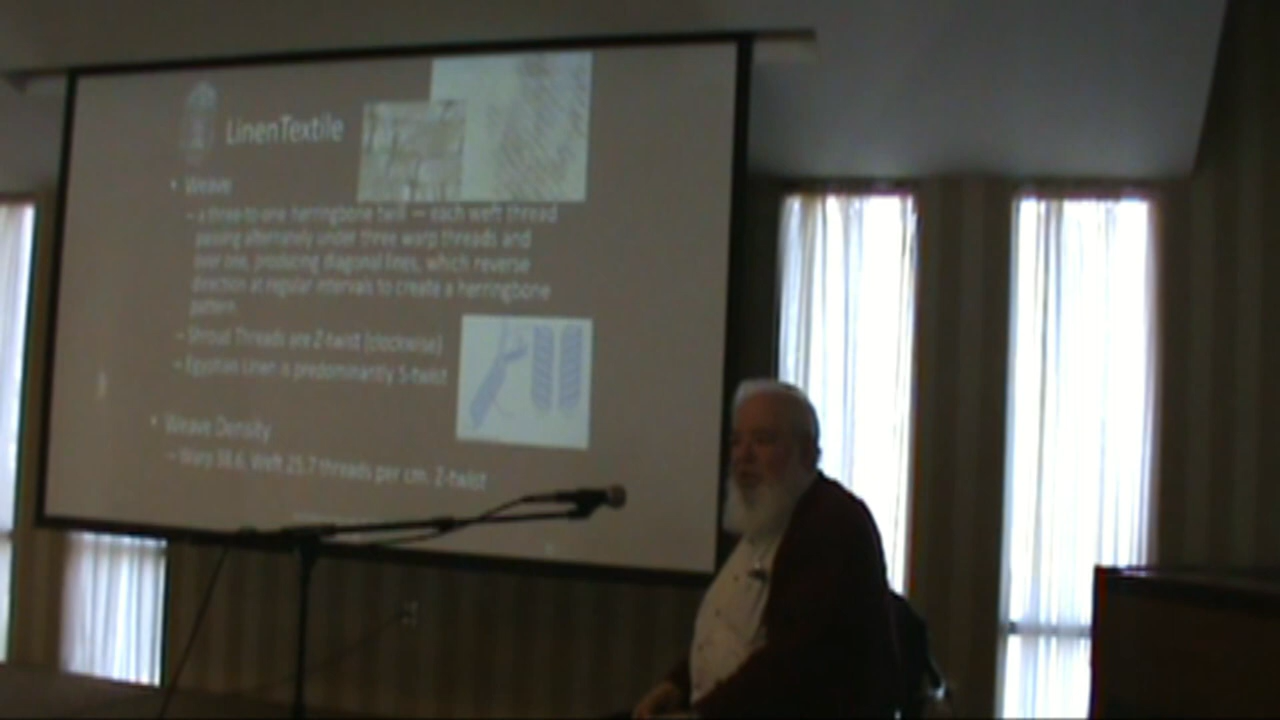 LinenTextile
• Weave
– a three-to-one herringbone twill — each weft thread
passing alternately under three warp threads and
over one, producing diagonal lines, which reverse
direction at regular intervals to create a herringbone
pattern.
– Shroud Threads are Z-twist (clockwise)
– Egyptian Linen is predominantly S-twist
• Weave Density
– Warp 38.6, Weft 25.7 threads per cm. Z-twist